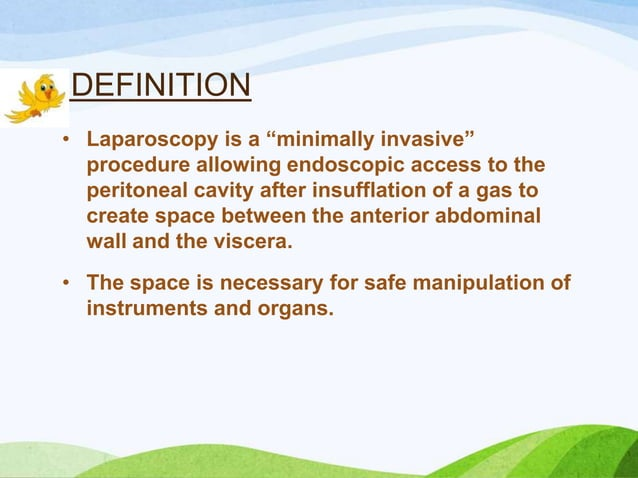 DEFINITION
• Laparoscopy is a “minimally invasive”
procedure allowing endoscopic access to the
peritoneal cavity after insufflation of a gas to
create space between the anterior abdominal
wall and the viscera.
• The space is necessary for safe manipulation of
instruments and organs.